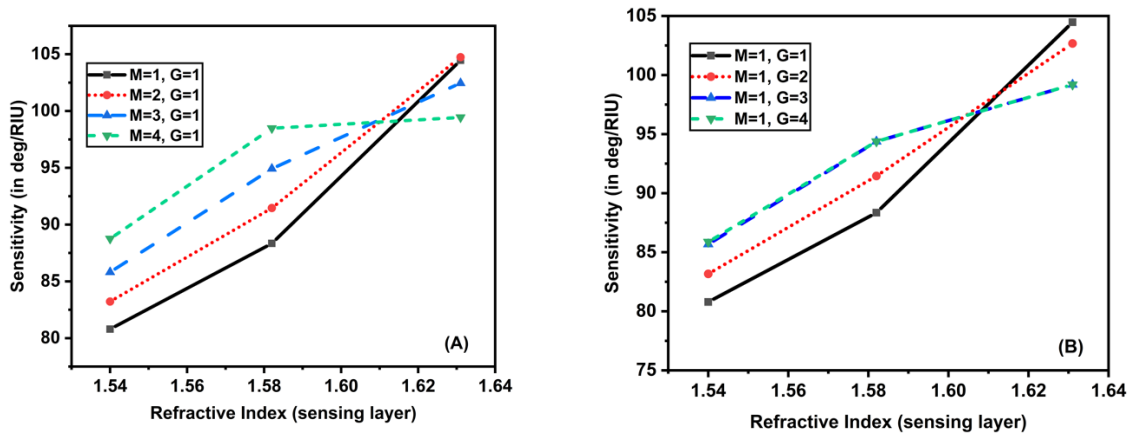 105
100
95
90
85
80
Sensitivity (in deg/RIU)
M=1, G=1
M=2, G=1
M=3, G=1
M=4, G=1
(A)
1.54 1.56 1.58 1.60 1.62 1.64
Refractive Index (sensing layer)
105
100
95
90
85
80
75
Sensitivity (in deg/RIU)
M=1, G=1
M=1, G=2
M=1, G=3
M=1, G=4
(B)
1.54 1.56 1.58 1.60 1.62 1.64
Refractive Index (sensing layer)